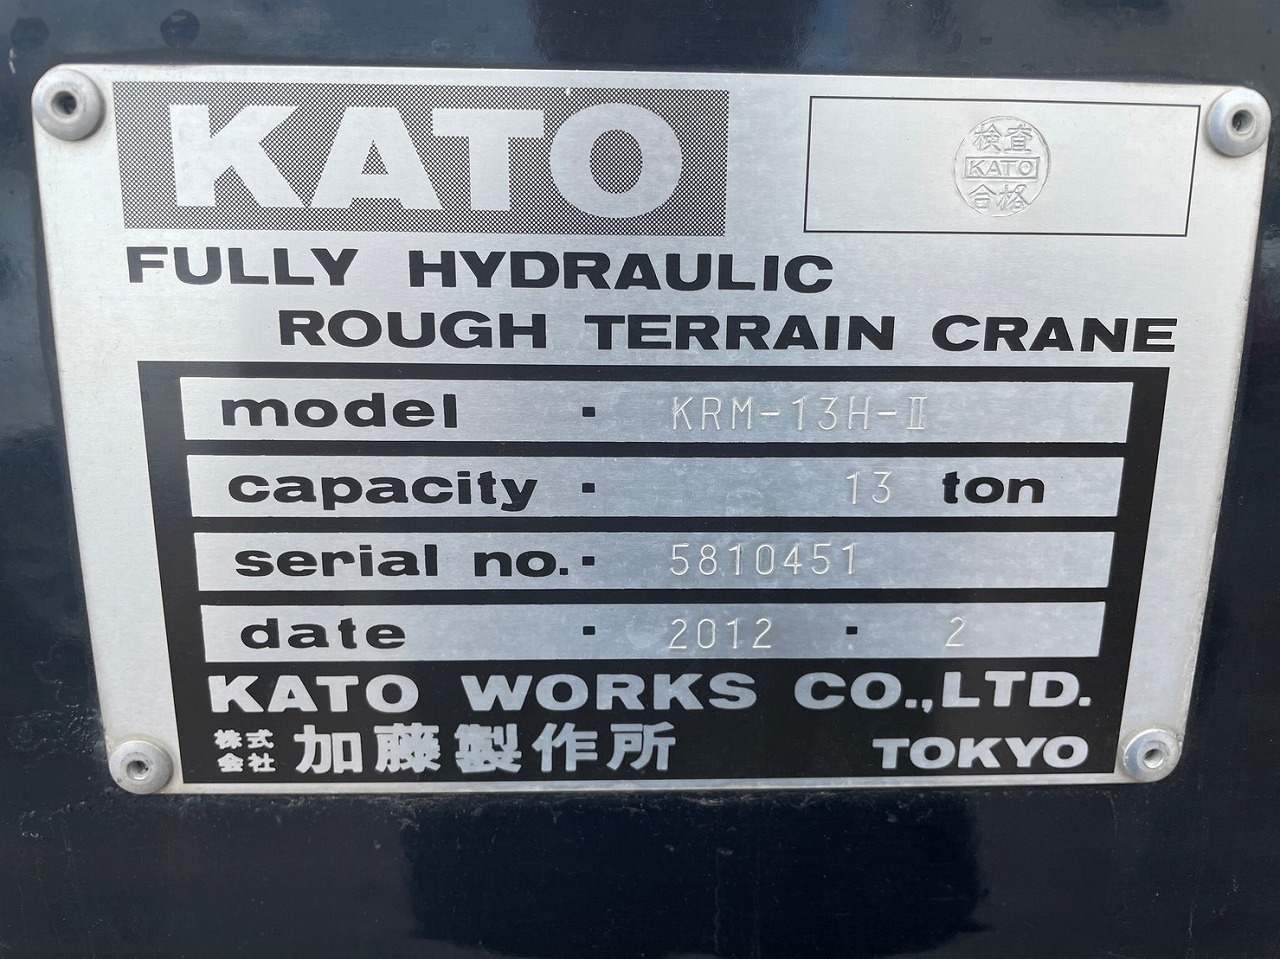 KATO
検査
KATO
合格
FULLY HYDRAULIC
ROUGH TERRAIN CRANE
model · KRM-13H-Ⅱ
capacity · 13 ton
serial no. · 5810451
date · 2012 · 2
KATO WORKS CO.,LTD.
株式会社 加藤製作所 TOKYO